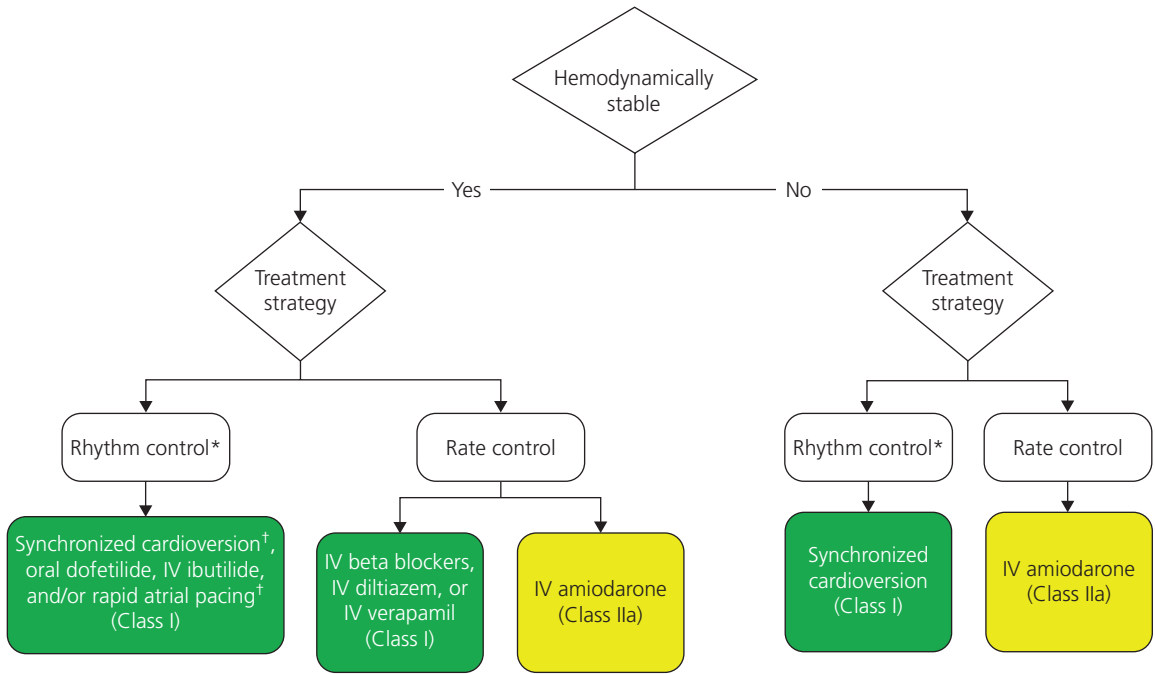 Hemodynamically
stable
Yes
No
Treatment
strategy
Treatment
strategy
Rhythm control*
Rate control
Rhythm control*
Rate control
Synchronized cardioversion†,
oral dofetilide, IV ibutilide,
and/or rapid atrial pacing†
(Class I)
IV beta blockers,
IV diltiazem, or
IV verapamil
(Class I)
IV amiodarone
(Class IIa)
Synchronized
cardioversion
(Class I)
IV amiodarone
(Class IIa)